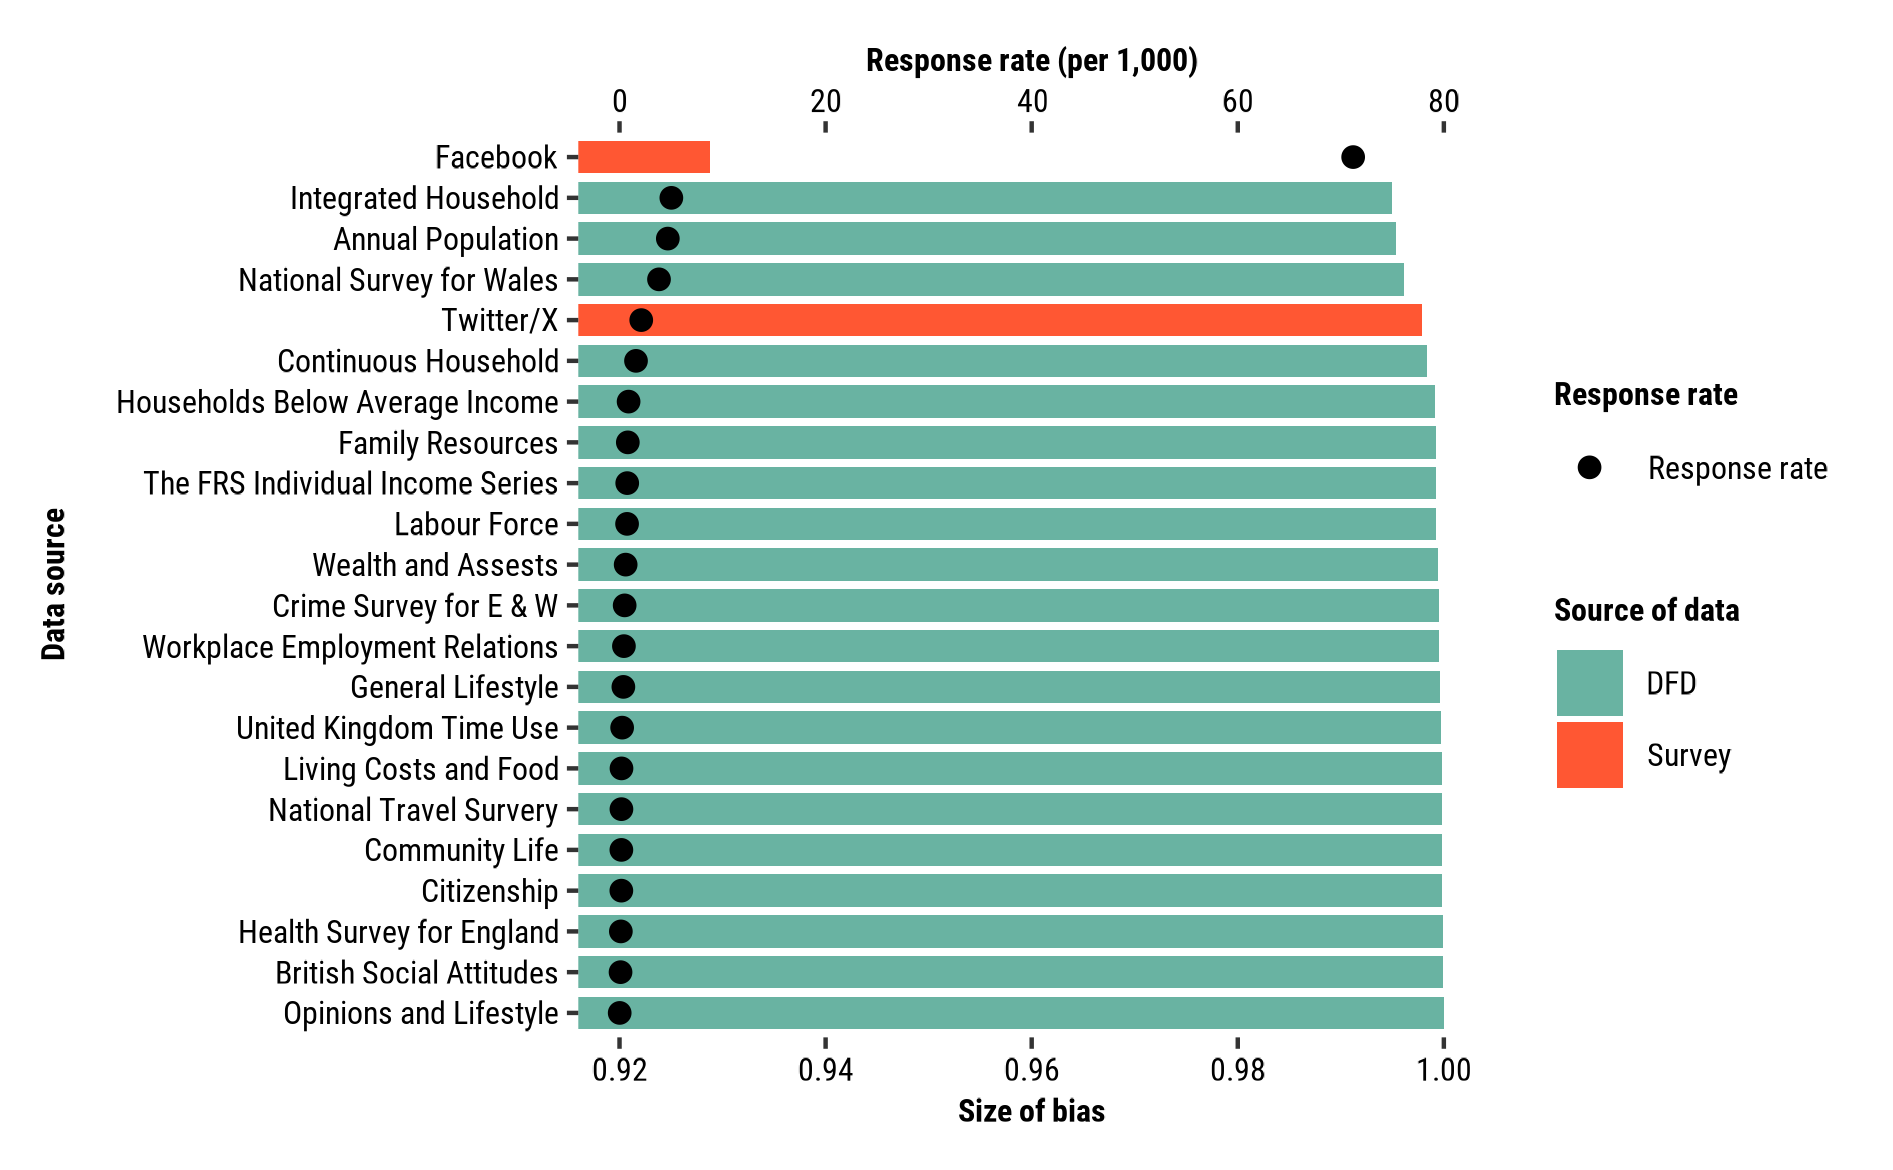 Response rate (per 1,000)
0 20 40 60 80
Facebook
Integrated Household
Annual Population
National Survey for Wales
Twitter/X
Continuous Household
Households Below Average Income
Family Resources
The FRS Individual Income Series
Labour Force
Wealth and Assests
Crime Survey for E & W
Workplace Employment Relations
General Lifestyle
United Kingdom Time Use
Living Costs and Food
National Travel Survery
Community Life
Citizenship
Health Survey for England
British Social Attitudes
Opinions and Lifestyle
Data source
0.92 0.94 0.96 0.98 1.00
Size of bias
Response rate
Response rate
Source of data
DFD
Survey